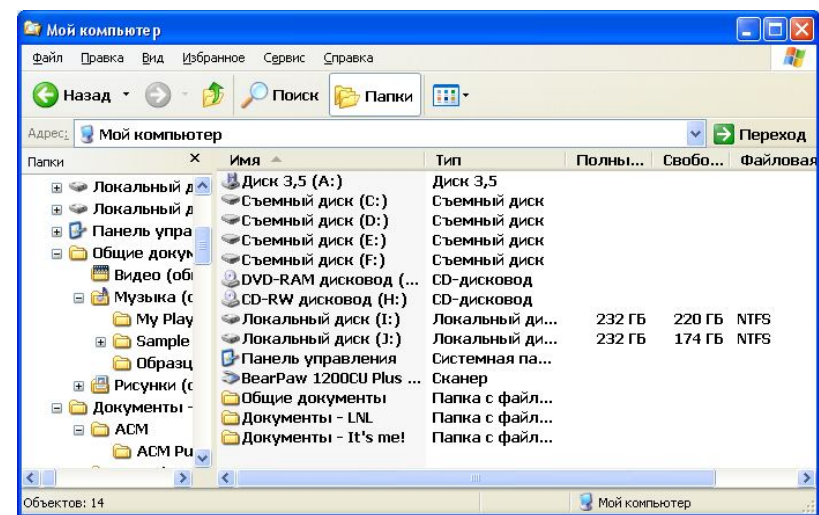 Мой компьютер
Файл Правка Вид Избранное Сервис Справка
Назад Поиск Папки
Адрес: Мой компьютер Переход
Папки × Имя Тип Полны... Свобо... Файловая
Локальный д
Локальный д
Панель упра
Общие докум
Видео (оби
Музыка (с
My Play
Sample
Образц
Рисунки (с
Документы -
ACM
ACM Pu
Диск 3,5 (A:) Диск 3,5
Съемный диск (C:) Съемный диск
Съемный диск (D:) Съемный диск
Съемный диск (E:) Съемный диск
Съемный диск (F:) Съемный диск
DVD-RAM дисковод (... CD-дисковод
CD-RW дисковод (H:) CD-дисковод
Локальный диск (I:) Локальный ди... 232 ГБ 220 ГБ NTFS
Локальный диск (J:) Локальный ди... 232 ГБ 174 ГБ NTFS
Панель управления Системная па...
BearPaw 1200CU Plus ... Сканер
Общие документы Папка с файл...
Документы - LNL Папка с файл...
Документы - It's me! Папка с файл...
Объектов: 14 Мой компьютер